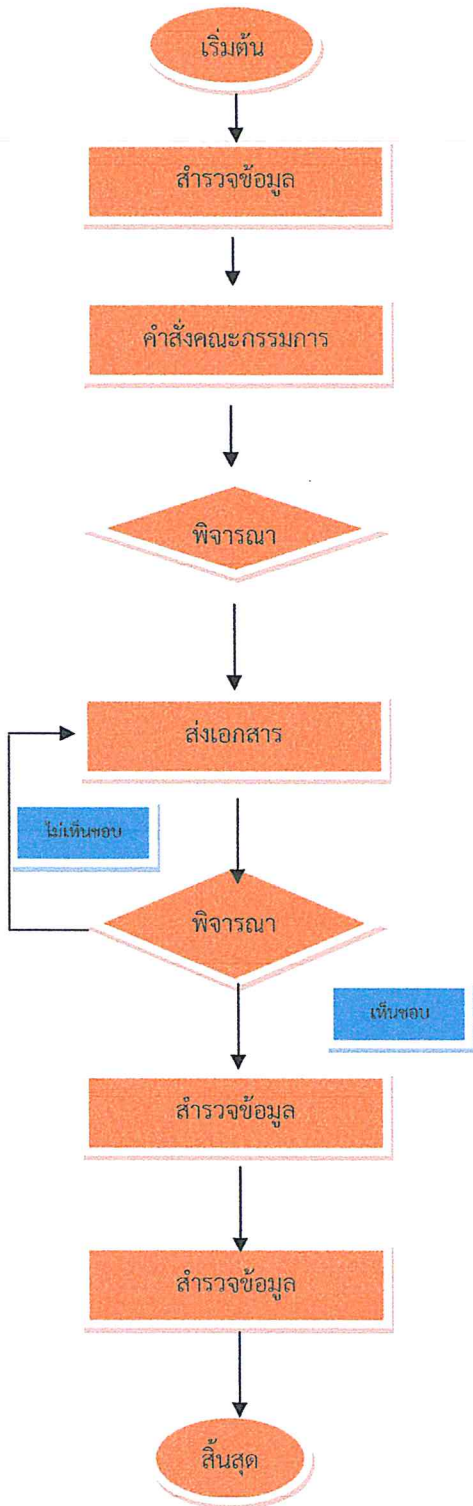 เริ่มต้น
สำรวจข้อมูล
คำสั่งคณะกรรมการ
พิจารณา
ส่งเอกสาร
ไม่เห็นชอบ
พิจารณา
เห็นชอบ
สำรวจข้อมูล
สำรวจข้อมูล
สิ้นสุด